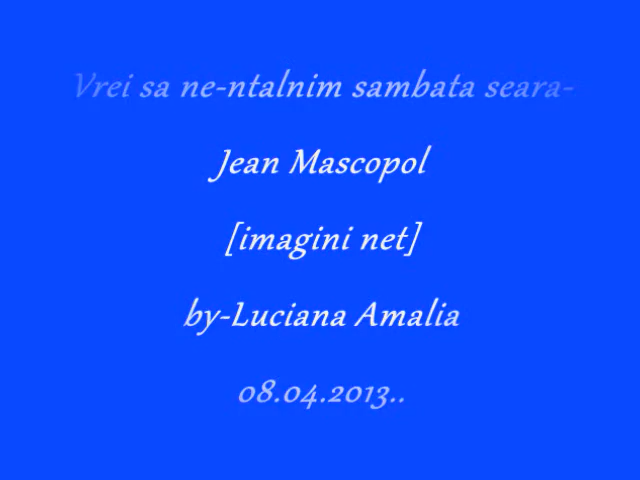 Vrei sa ne-ntalnim sambata seara-
Jean Mascopol
[imagini net]
by-Luciana Amalia
08.04.2013..